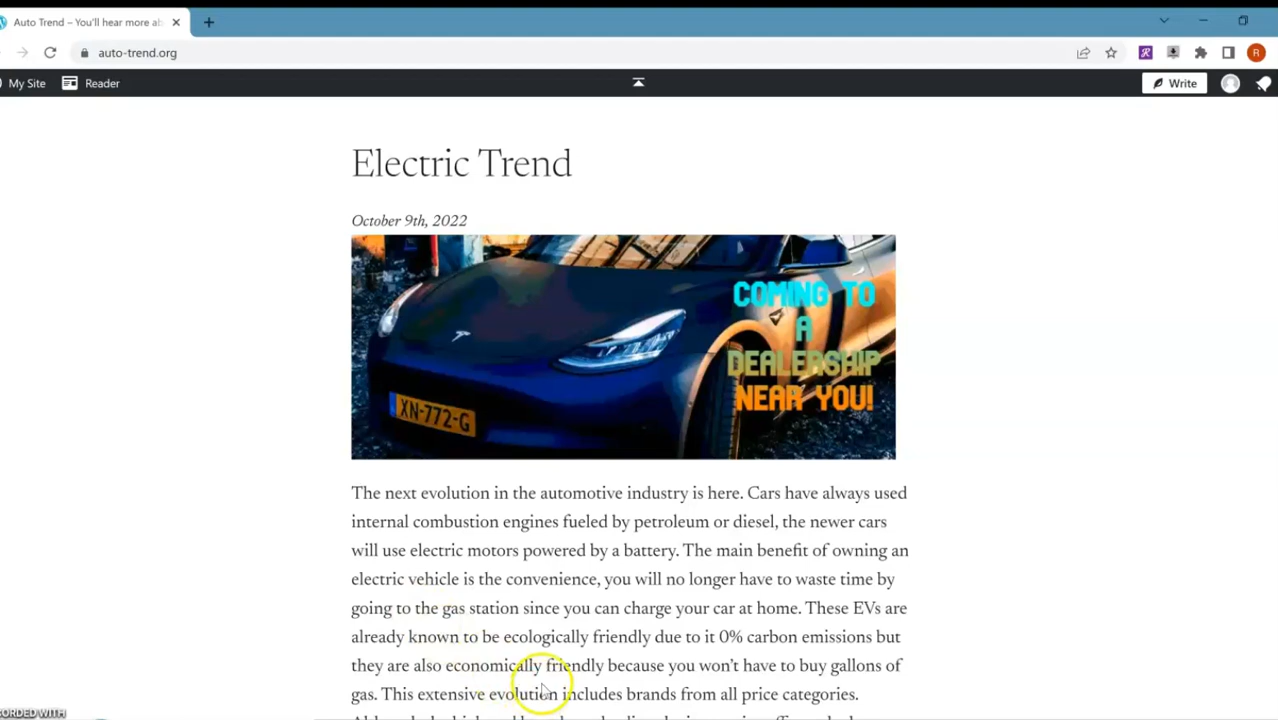 Auto Trend – You'll hear more ab
auto-trend.org
R
My Site
Reader
Write
Electric Trend
October 9th, 2022
COMING TO
A
DEALERSHIP
NEAR YOU!
XN-772-G
The next evolution in the automotive industry is here. Cars have always used
internal combustion engines fueled by petroleum or diesel, the newer cars
will use electric motors powered by a battery. The main benefit of owning an
electric vehicle is the convenience, you will no longer have to waste time by
going to the gas station since you can charge your car at home. These EVs are
already known to be ecologically friendly due to it 0% carbon emissions but
they are also economically friendly because you won't have to buy gallons of
gas. This extensive evolution includes brands from all price categories.
CORDED WITH